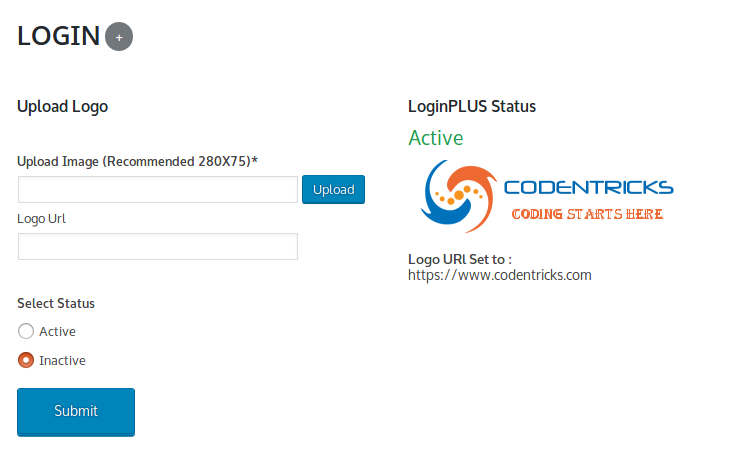 LOGIN +
Upload Logo
Upload Image (Recommended 280X75)*
Upload
Logo Url
Select Status
Active
Inactive
Submit
LoginPLUS Status
Active
CODENTRICKS
CODING STARTS HERE
Logo URl Set to :
https://www.codentricks.com